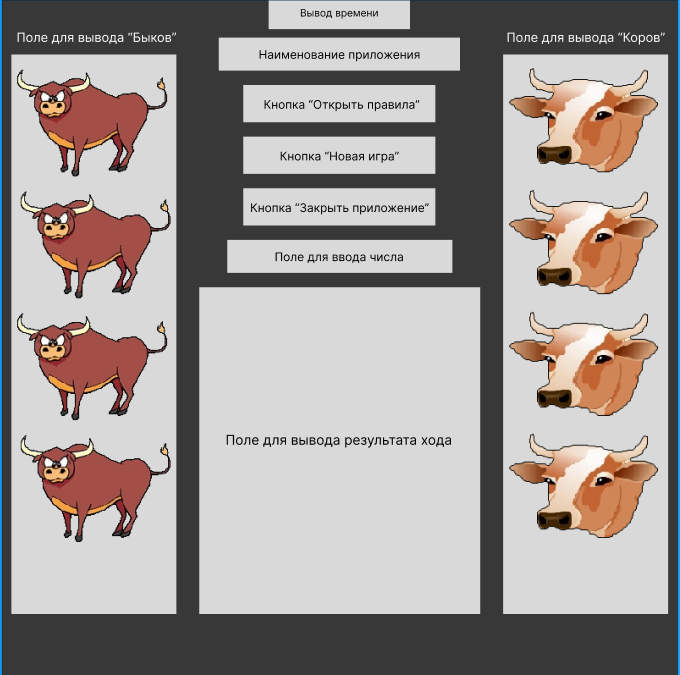 Вывод времени
Поле для вывода “Быков”
Наименование приложения
Поле для вывода “Коров”
Кнопка “Открыть правила”
Кнопка “Новая игра”
Кнопка “Закрыть приложение”
Поле для ввода числа
Поле для вывода результата хода